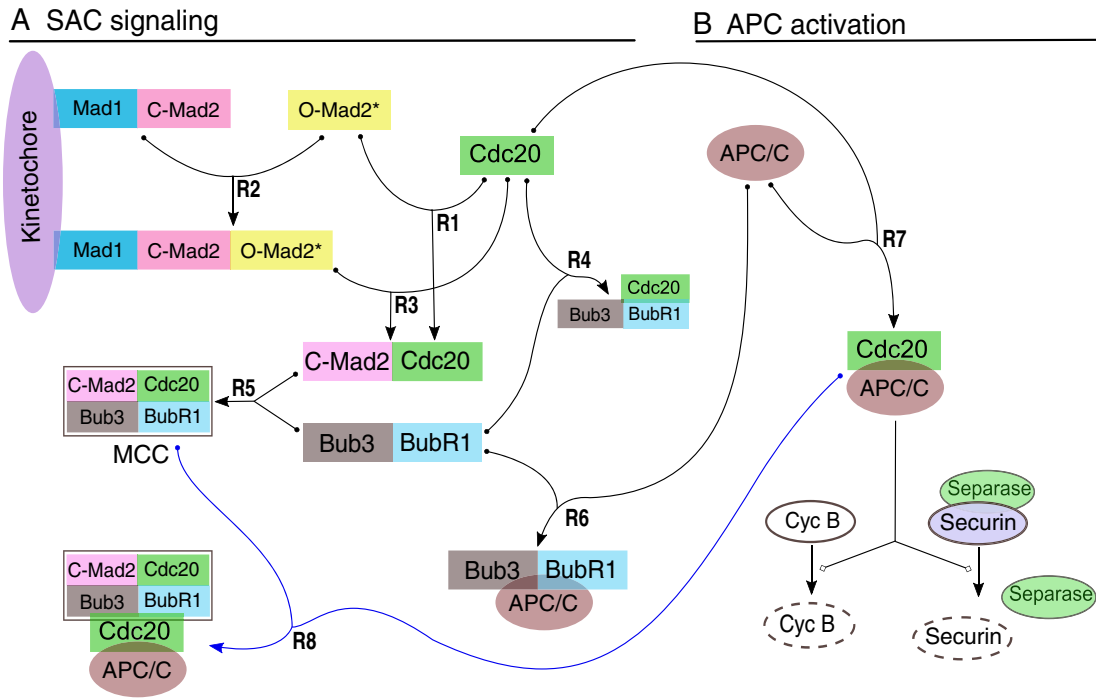 A SAC signaling
B APC activation
Kinetochore
Mad1 C-Mad2
O-Mad2*
Cdc20
APC/C
R2
R1
Mad1 C-Mad2 O-Mad2*
R3
R4
R7
Cdc20
Bub3 BubR1
C-Mad2 Cdc20
Cdc20
APC/C
C-Mad2 Cdc20
Bub3 BubR1
R5
MCC
Bub3 BubR1
R6
Cyc B
Separase
Securin
Bub3 BubR1
APC/C
C-Mad2 Cdc20
Bub3 BubR1
Cdc20
APC/C
R8
Separase
Cyc B
Securin